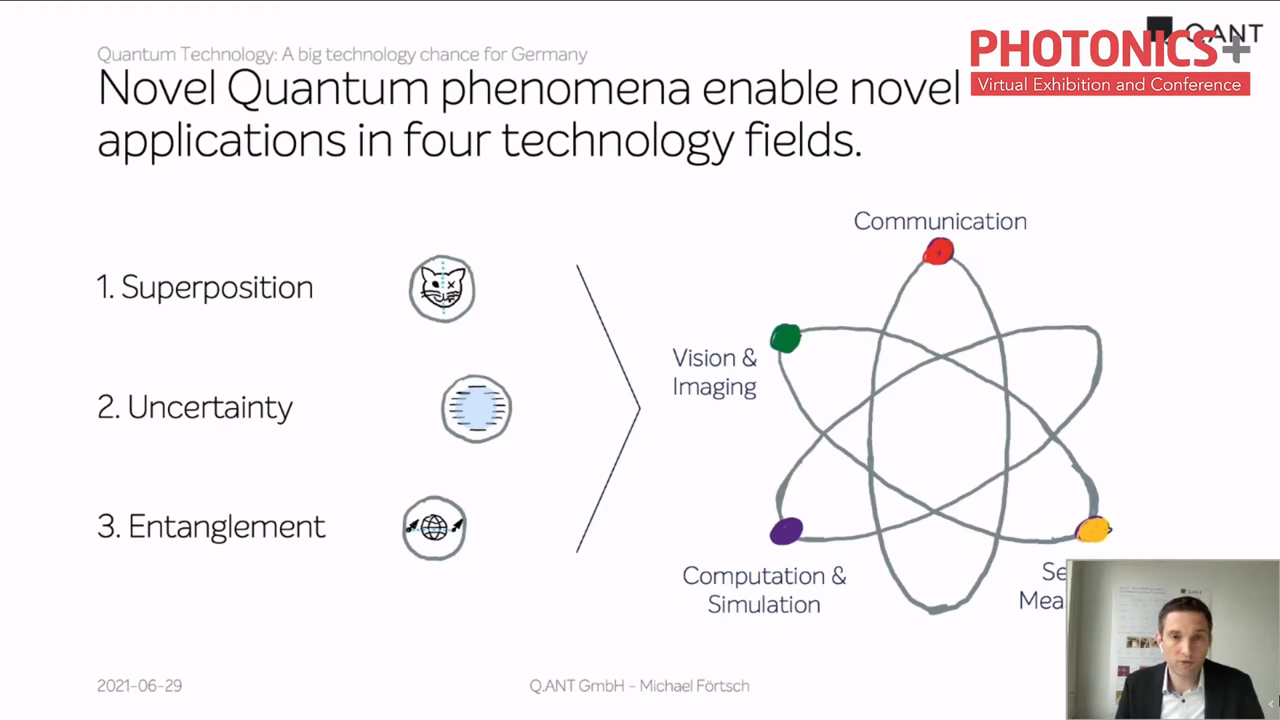 Quantum Technology: A big technology chance for Germany
Novel Quantum phenomena enable novel
applications in four technology fields.
PHOTONICS+
Virtual Exhibition and Conference
1. Superposition
2. Uncertainty
3. Entanglement
Communication
Vision &
Imaging
Computation &
Simulation
2021-06-29
Q.ANT GmbH - Michael Förtsch